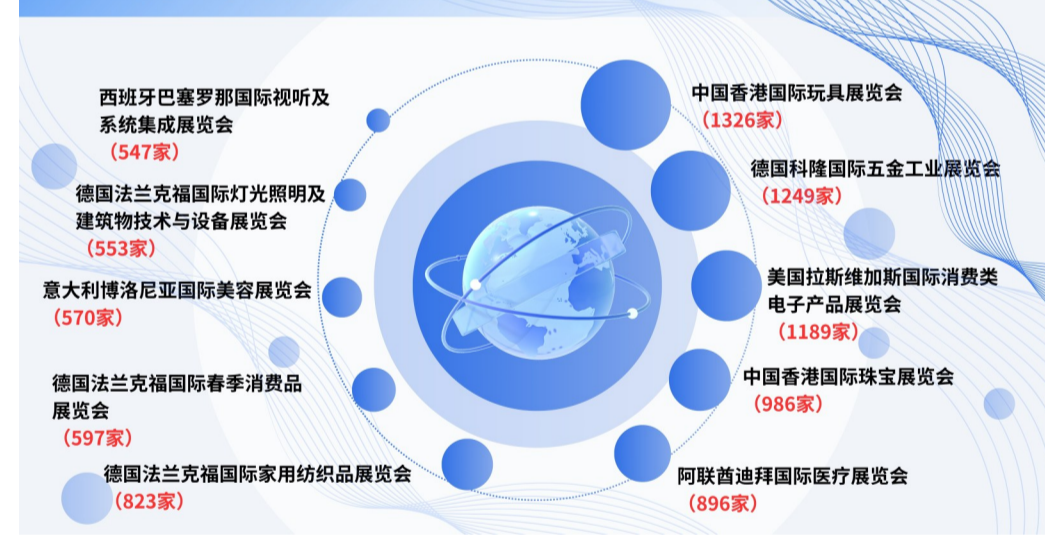 西班牙巴塞罗那国际视听及
系统集成展览会
（547家）
德国法兰克福国际灯光照明及
建筑物技术与设备展览会
（553家）
意大利博洛尼亚国际美容展览会
（570家）
德国法兰克福国际春季消费品
展览会
（597家）
德国法兰克福国际家用纺织品展览会
（823家）
中国香港国际玩具展览会
（1326家）
德国科隆国际五金工业展览会
（1249家）
美国拉斯维加斯国际消费类
电子产品展览会
（1189家）
中国香港国际珠宝展览会
（986家）
阿联酋迪拜国际医疗展览会
（896家）